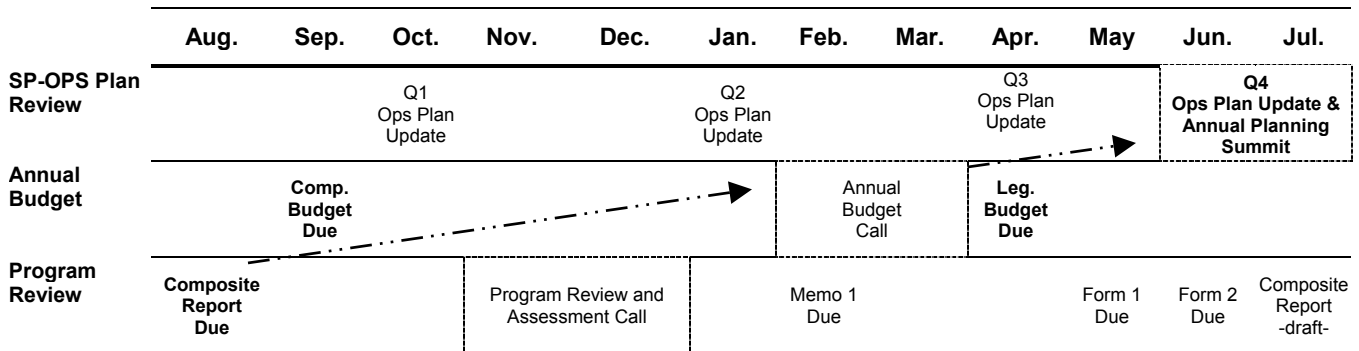 Aug. Sep. Oct. Nov. Dec. Jan. Feb. Mar. Apr. May Jun. Jul.
SP-OPS Plan
Review
Q1
Ops Plan
Update
Q2
Ops Plan
Update
Q3
Ops Plan
Update
Q4
Ops Plan Update &
Annual Planning
Summit
Annual
Budget
Comp.
Budget
Due
Annual
Budget
Call
Leg.
Budget
Due
Program
Review
Composite
Report
Due
Program Review and
Assessment Call
Memo 1
Due
Form 1
Due
Form 2
Due
Composite
Report
-draft-